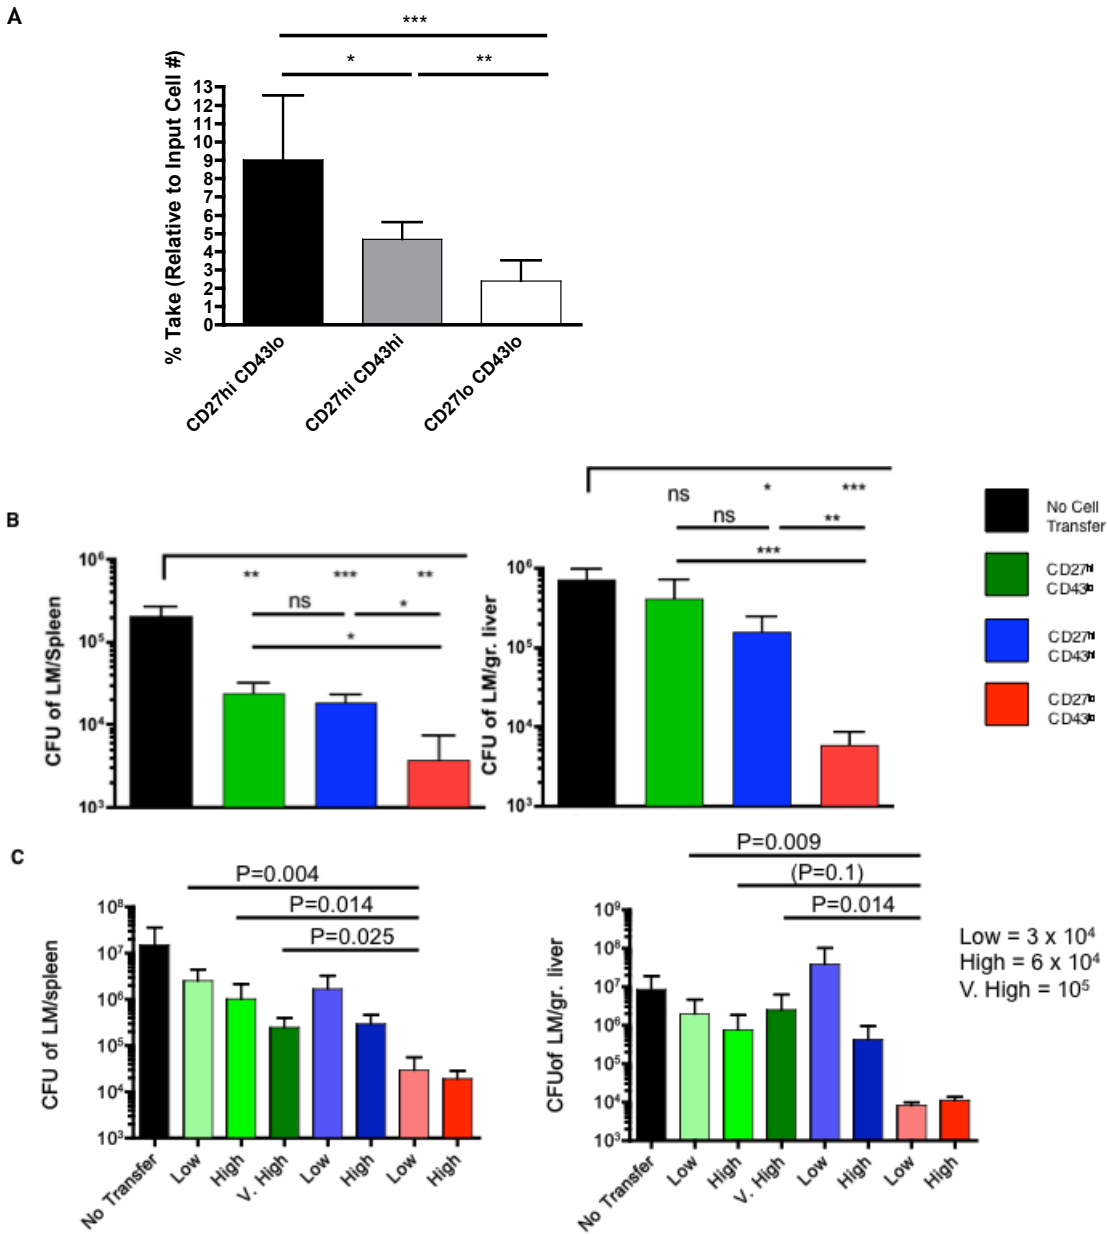 A
***
*
**
% Take (Relative to Input Cell #)
13
12
11
10
9
8
7
6
5
4
3
2
1
0
CD27hi CD43lo
CD27hi CD43hi
CD27lo CD43lo
B
CFU of LM/Spleen
10⁶
10⁵
10⁴
10³
**
***
**
ns
*
*
CFU of LM/gr. liver
10⁶
10⁵
10⁴
10³
ns
*
***
ns
**
***
No Cell
Transfer
CD27hi
CD43lo
CD27hi
CD43hi
CD27lo
CD43lo
C
P=0.004
P=0.014
P=0.025
CFU of LM/spleen
10⁸
10⁷
10⁶
10⁵
10⁴
10³
No Transfer
Low
High
V. High
Low
High
Low
High
P=0.009
(P=0.1)
P=0.014
CFUof LM/gr. liver
10⁹
10⁸
10⁷
10⁶
10⁵
10⁴
10³
No Transfer
Low
High
V. High
Low
High
Low
High
Low = 3 x 10⁴
High = 6 x 10⁴
V. High = 10⁵